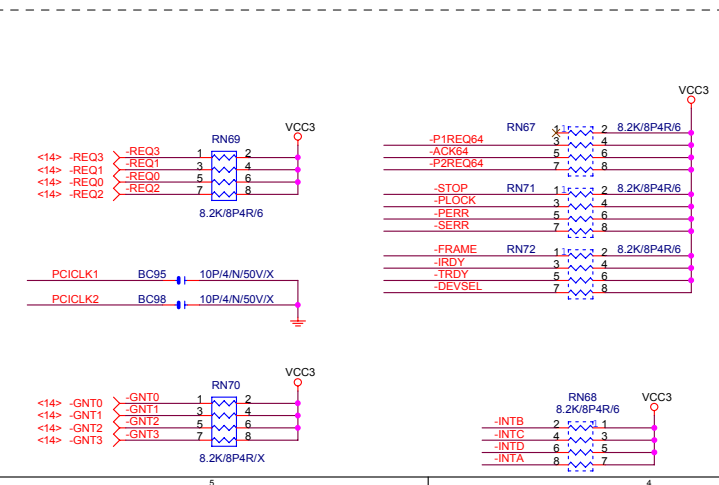 VCC3
RN67 1 1 2 8.2K/8P4R/6
-P1REQ64 3 4
-ACK64 5 6
-P2REQ64 7 8
RN69 VCC3
<14> -REQ3 -REQ3 1 2
<14> -REQ1 -REQ1 3 4
<14> -REQ0 -REQ0 5 6
<14> -REQ2 -REQ2 7 8
8.2K/8P4R/6
-STOP RN71 1 1 2 8.2K/8P4R/6
-PLOCK 3 4
-PERR 5 6
-SERR 7 8
-FRAME RN72 1 1 2 8.2K/8P4R/6
-IRDY 3 4
-TRDY 5 6
-DEVSEL 7 8
PCICLK1 BC95 10P/4/N/50V/X
PCICLK2 BC98 10P/4/N/50V/X
RN70 VCC3
<14> -GNT0 -GNT0 1 2
<14> -GNT1 -GNT1 3 4
<14> -GNT2 -GNT2 5 6
<14> -GNT3 -GNT3 7 8
8.2K/8P4R/X
RN68 VCC3
8.2K/8P4R/6
-INTB 2 1 1
-INTC 4 3
-INTD 6 5
-INTA 8 7
5 4